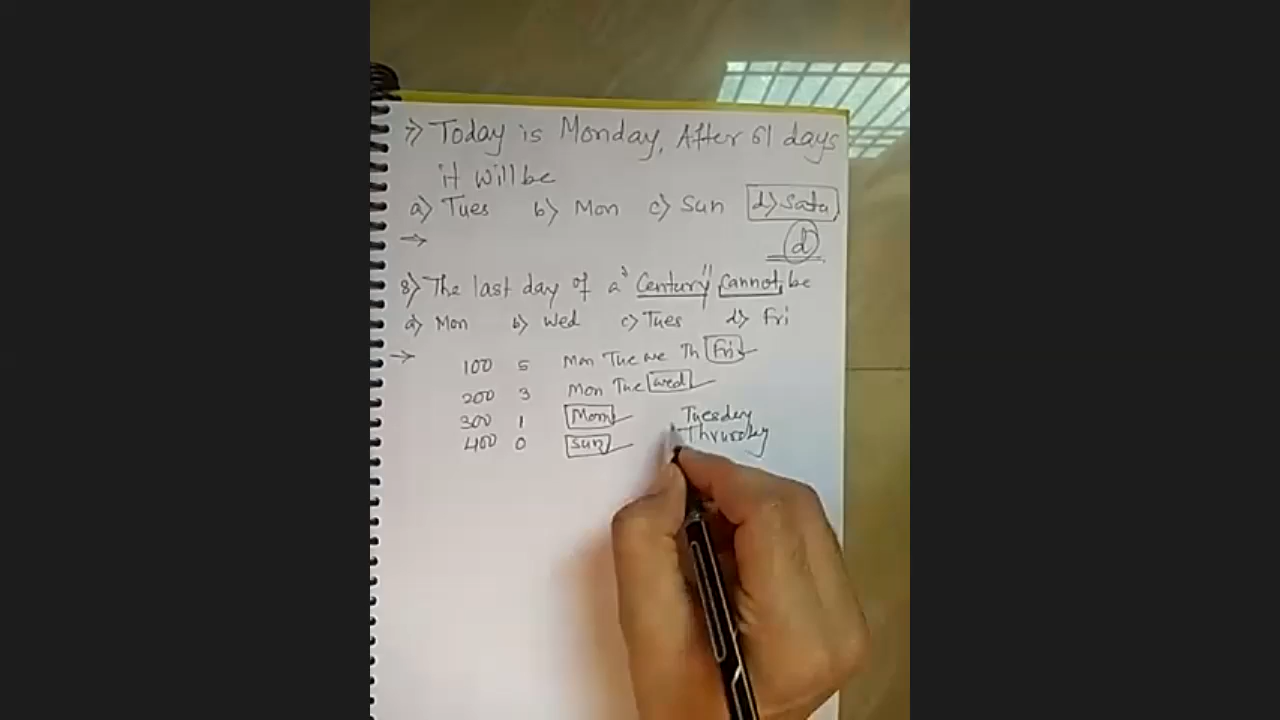 7) Today is Monday, After 61 days
it will be
a) Tues b) Mon c) Sun d) Satu
→ d
8) The last day of a "Century" cannot be
a) Mon b) Wed c) Tues d) Fri
→ 100 5 Mon Tue we Th Fri
200 3 Mon Tue wed
300 1 Mon Tuesday
400 0 Sun Thrusday